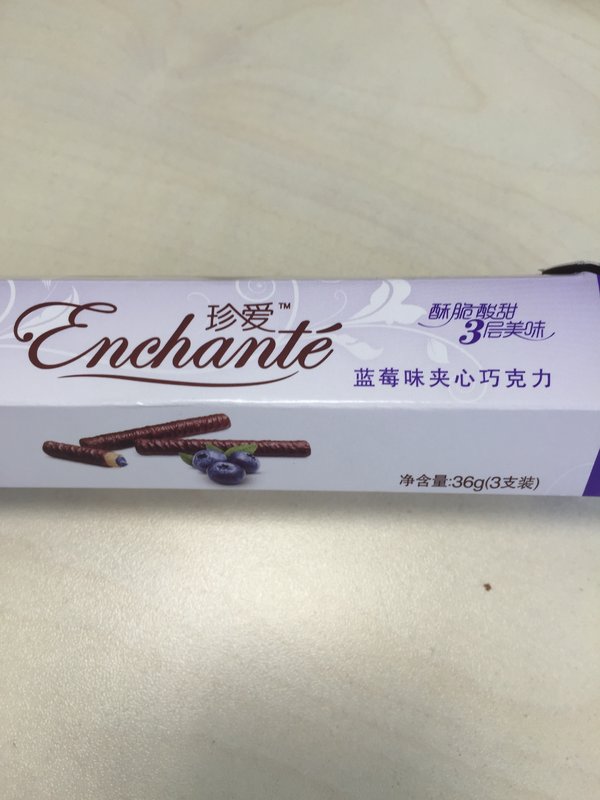 珍爱™
Enchanté
酥脆酸甜
3层美味
蓝莓味夹心巧克力
净含量:36g(3支装)